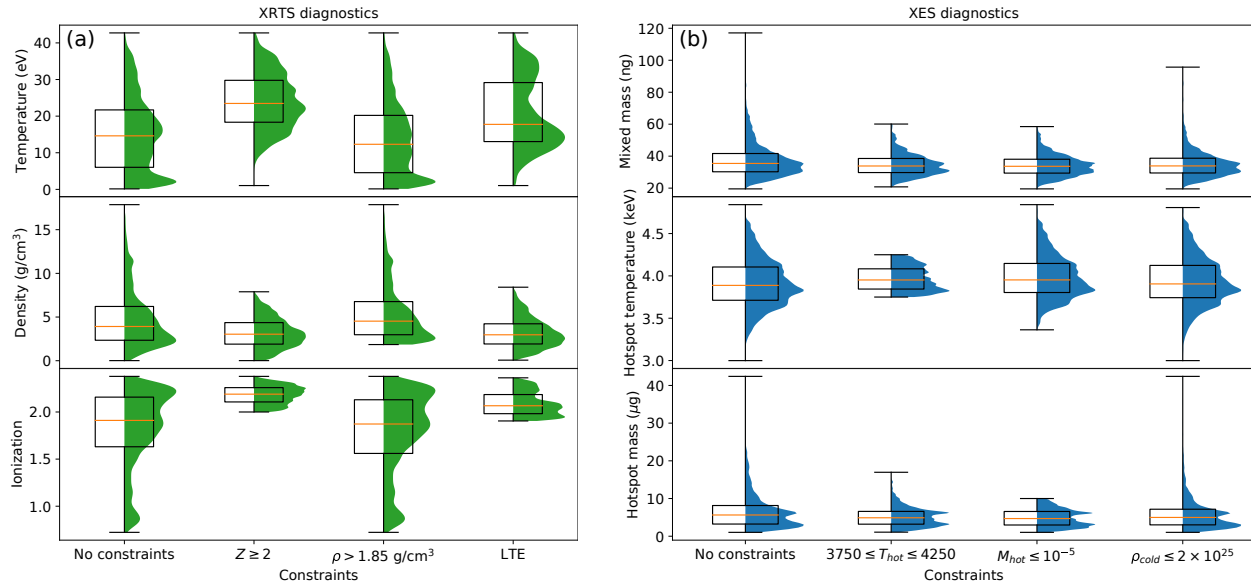 XRTS diagnostics
(a)
Temperature (eV)
40
30
20
10
0
Density (g/cm³)
15
10
5
0
Ionization
2.0
1.5
1.0
No constraints
Z ≥ 2
ρ > 1.85 g/cm³
LTE
Constraints
XES diagnostics
(b)
Mixed mass (ng)
120
100
80
60
40
20
Hotspot temperature (keV)
4.5
4.0
3.5
3.0
Hotspot mass (μg)
40
30
20
10
0
No constraints
3750 ≤ T_hot ≤ 4250
M_hot ≤ 10⁻⁵
ρ_cold ≤ 2 × 10²⁵
Constraints